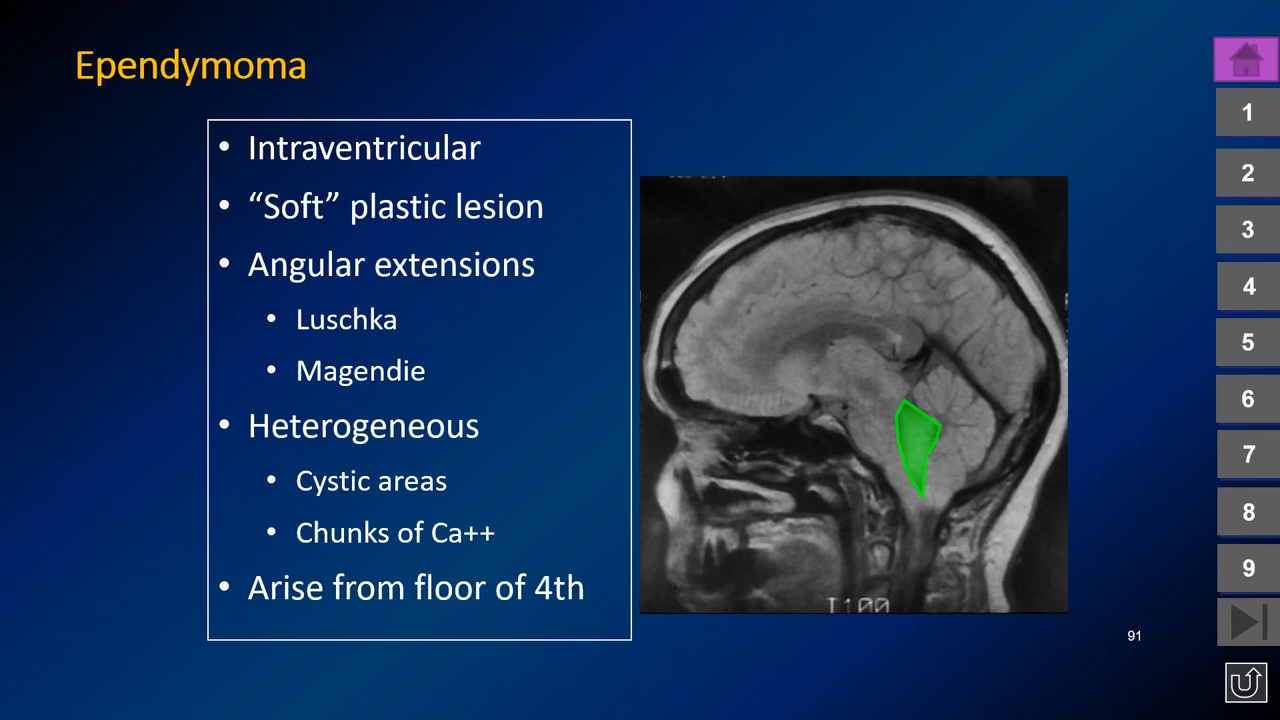 Ependymoma
• Intraventricular
• “Soft” plastic lesion
• Angular extensions
• Luschka
• Magendie
• Heterogeneous
• Cystic areas
• Chunks of Ca++
• Arise from floor of 4th
1
2
3
4
5
6
7
8
9
91